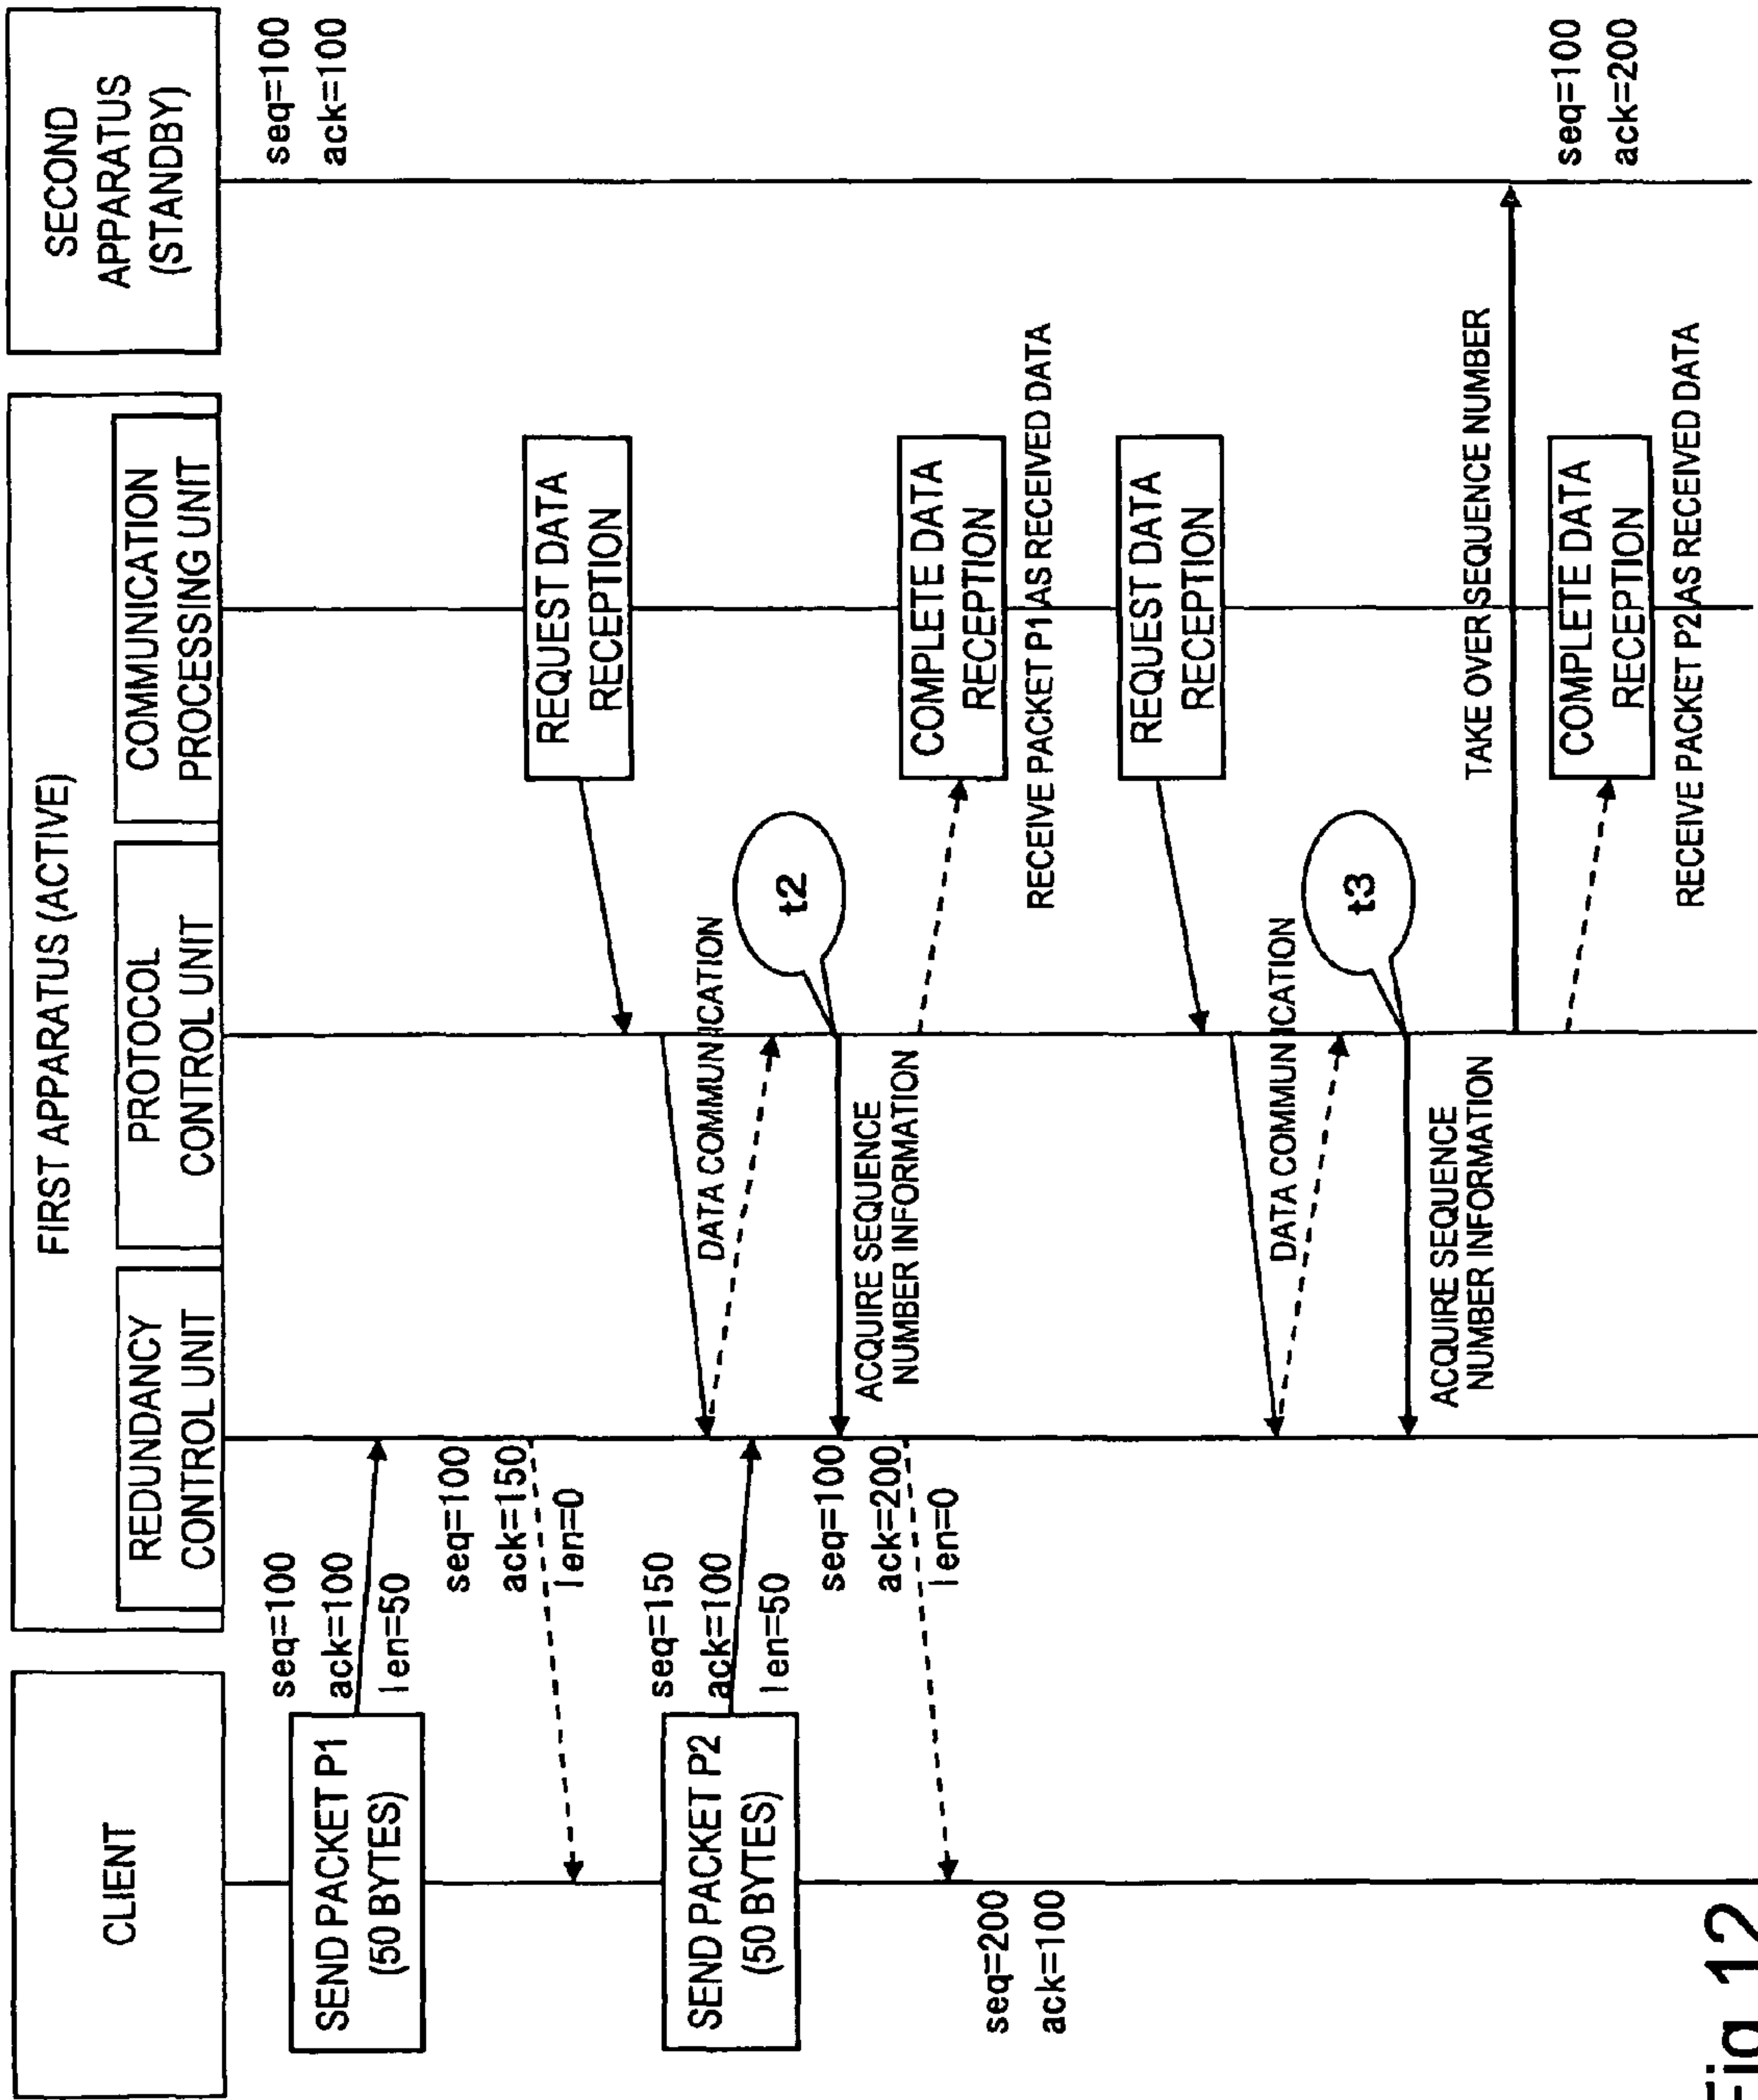 CLIENT
FIRST APPARATUS (ACTIVE)
REDUNDANCY
CONTROL UNIT
PROTOCOL
CONTROL UNIT
COMMUNICATION
PROCESSING UNIT
SECOND
APPARATUS
(STANDBY)
seq=100
ack=100
SEND PACKET P1
(50 BYTES)
seq=100
ack=100
len=50
seq=100
ack=150
len=0
REQUEST DATA
RECEPTION
SEND PACKET P2
(50 BYTES)
seq=150
ack=100
len=50
DATA COMMUNICATION
t2
ACQUIRE SEQUENCE
NUMBER INFORMATION
seq=100
ack=200
len=0
COMPLETE DATA
RECEPTION
RECEIVE PACKET P1 AS RECEIVED DATA
seq=200
ack=100
REQUEST DATA
RECEPTION
DATA COMMUNICATION
t3
ACQUIRE SEQUENCE
NUMBER INFORMATION
TAKE OVER SEQUENCE NUMBER
seq=100
ack=200
COMPLETE DATA
RECEPTION
RECEIVE PACKET P2 AS RECEIVED DATA
Fig.12